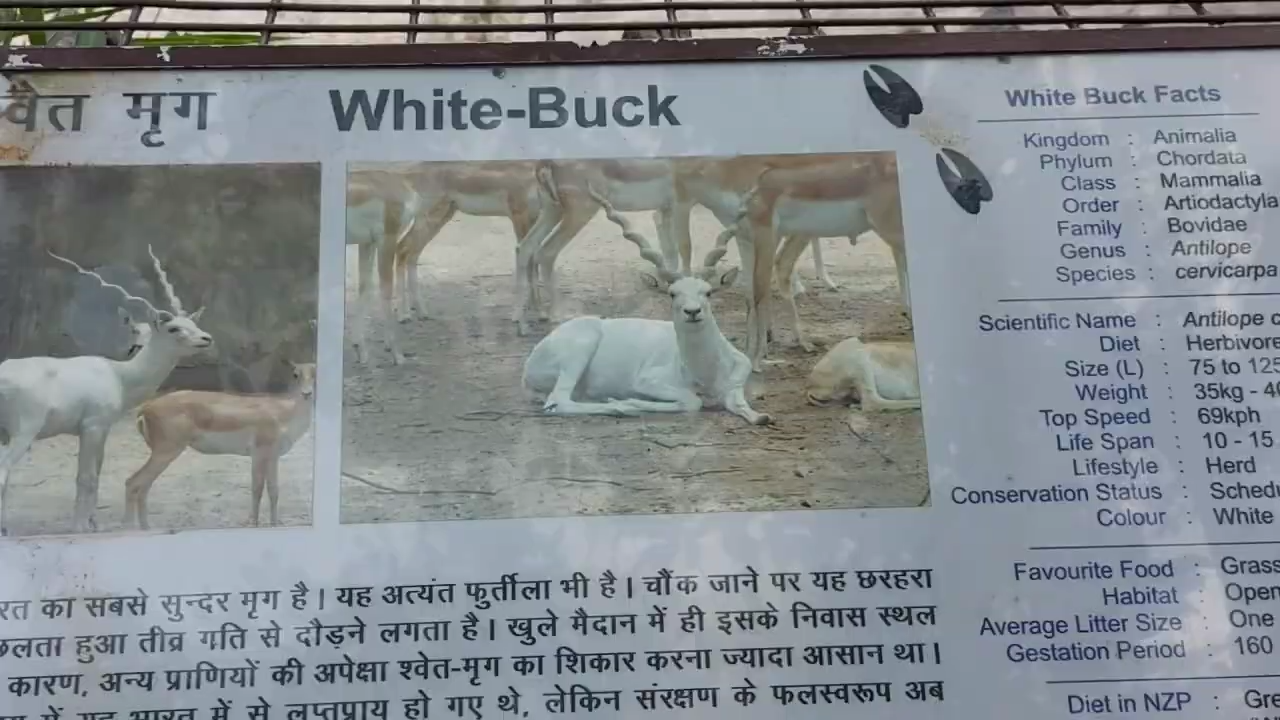 श्वेत मृग
White-Buck
White Buck Facts
Kingdom : Animalia
Phylum : Chordata
Class : Mammalia
Order : Artiodactyla
Family : Bovidae
Genus : Antilope
Species : cervicarpa
Scientific Name : Antilope
Diet : Herbivore
Size (L) : 75 to 125
Weight : 35kg -
Top Speed : 69kph
Life Span : 10 - 15
Lifestyle : Herd
Conservation Status :
Colour : White
Favourite Food : Grass
Habitat : Open
Average Litter Size : One
Gestation Period : 160
Diet in NZP :
का सबसे सुन्दर मृग है। यह अत्यंत फुर्तीला भी है। चौंक जाने पर यह छरहरा
हुआ तीव्र गति से दौड़ने लगता है। खुले मैदान में ही इसके निवास स्थल
कारण, अन्य प्राणियों की अपेक्षा श्वेत-मृग का शिकार करना ज्यादा आसान था।
में यह भारत में से लुप्तप्राय हो गए थे, लेकिन संरक्षण के फलस्वरूप अब